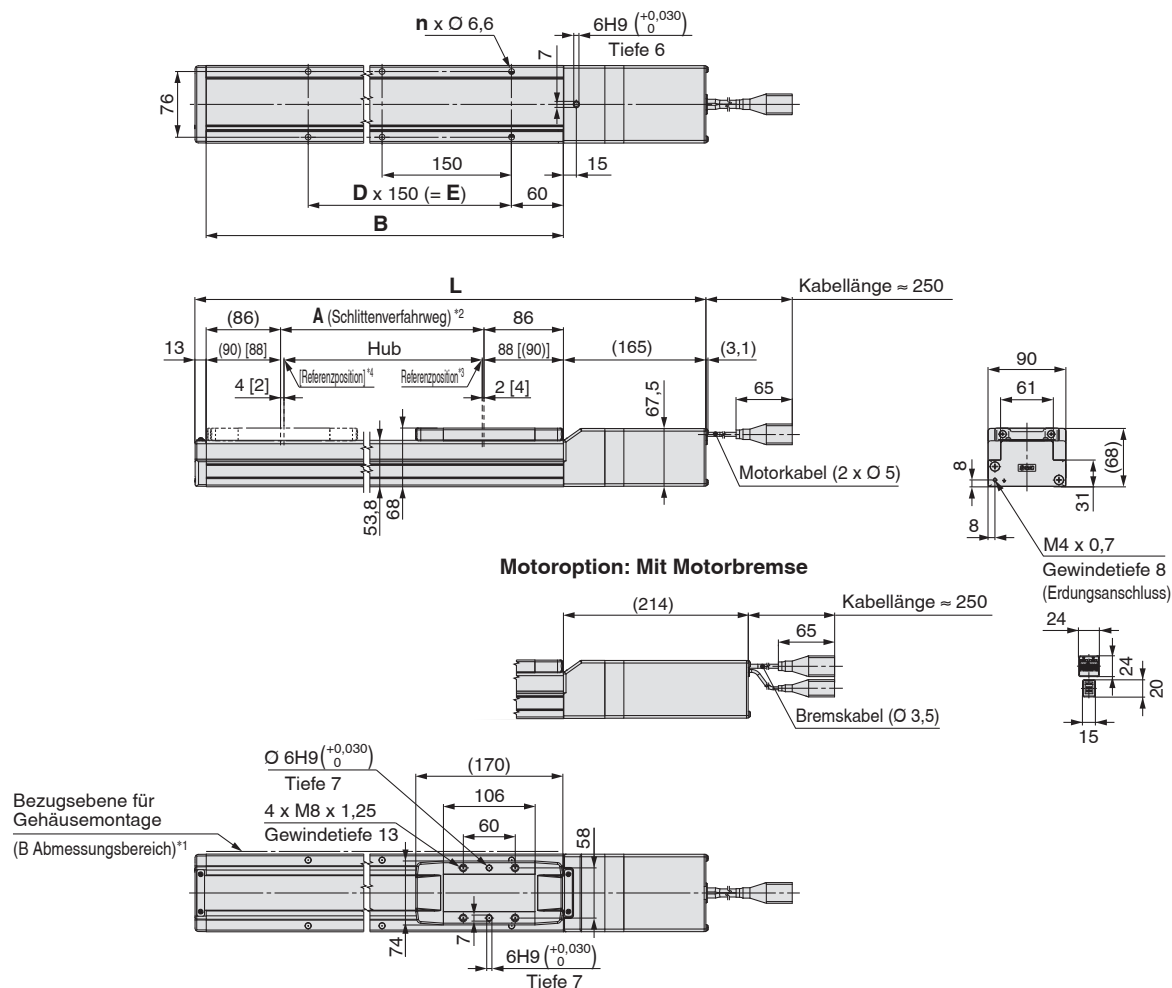 n x Ø 6,6
6H9 (+0,030 0)
Tiefe 6
7
76
150
15
D x 150 (= E)
60
B
L
Kabellänge ≈ 250
(86)
A (Schlittenverfahrweg) *2
86
13
(90) [88]
Hub
88 [(90)]
(165)
(3,1)
[Referenzposition] *4
Referenzposition*3
4 [2]
2 [4]
67,5
65
90
61
(68)
8
31
8
53,8
68
Motorkabel (2 x Ø 5)
M4 x 0,7
Gewindetiefe 8
(Erdungsanschluss)
Motoroption: Mit Motorbremse
(214)
Kabellänge ≈ 250
65
Bremskabel (Ø 3,5)
24
24
20
15
Ø 6H9 (+0,030 0)
Tiefe 7
(170)
106
4 x M8 x 1,25
Gewindetiefe 13
60
58
Bezugsebene für
Gehäusemontage
(B Abmessungsbereich)*1
74
7
6H9 (+0,030 0)
Tiefe 7